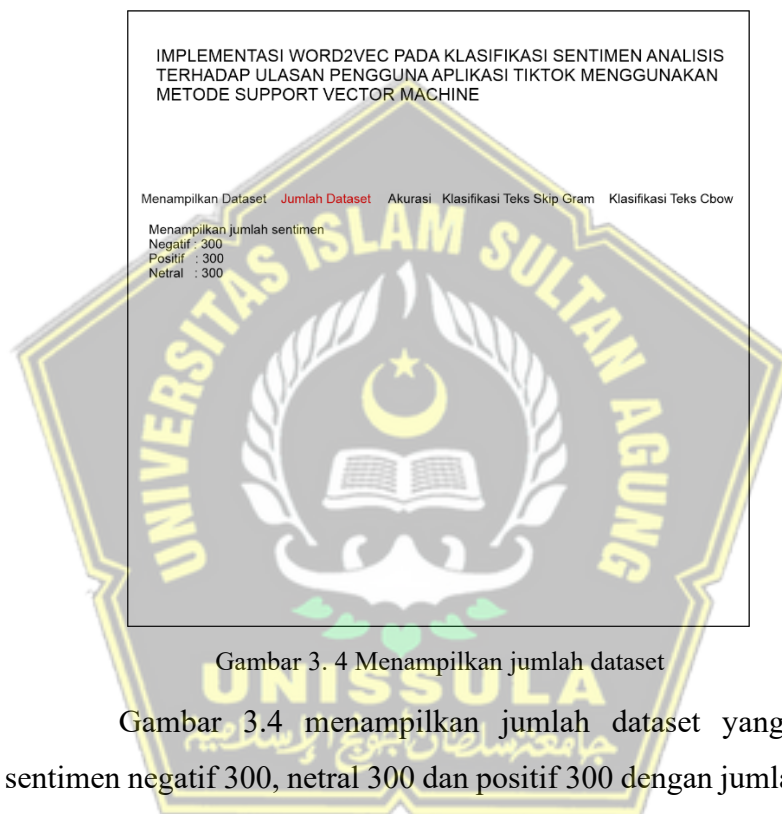 IMPLEMENTASI WORD2VEC PADA KLASIFIKASI SENTIMEN ANALISIS
TERHADAP ULASAN PENGGUNA APLIKASI TIKTOK MENGGUNAKAN
METODE SUPPORT VECTOR MACHINE
Menampilkan Dataset Jumlah Dataset Akurasi Klasifikasi Teks Skip Gram Klasifikasi Teks Cbow
Menampilkan jumlah sentimen
Negatif : 300
Positif : 300
Netral : 300
UNIVERSITAS ISLAM SULTAN AGUNG
Gambar 3. 4 Menampilkan jumlah dataset
UNISSULA
جامعتسلطان أجونج الإسلامية
Gambar 3.4 menampilkan jumlah dataset yang
sentimen negatif 300, netral 300 dan positif 300 dengan jumla